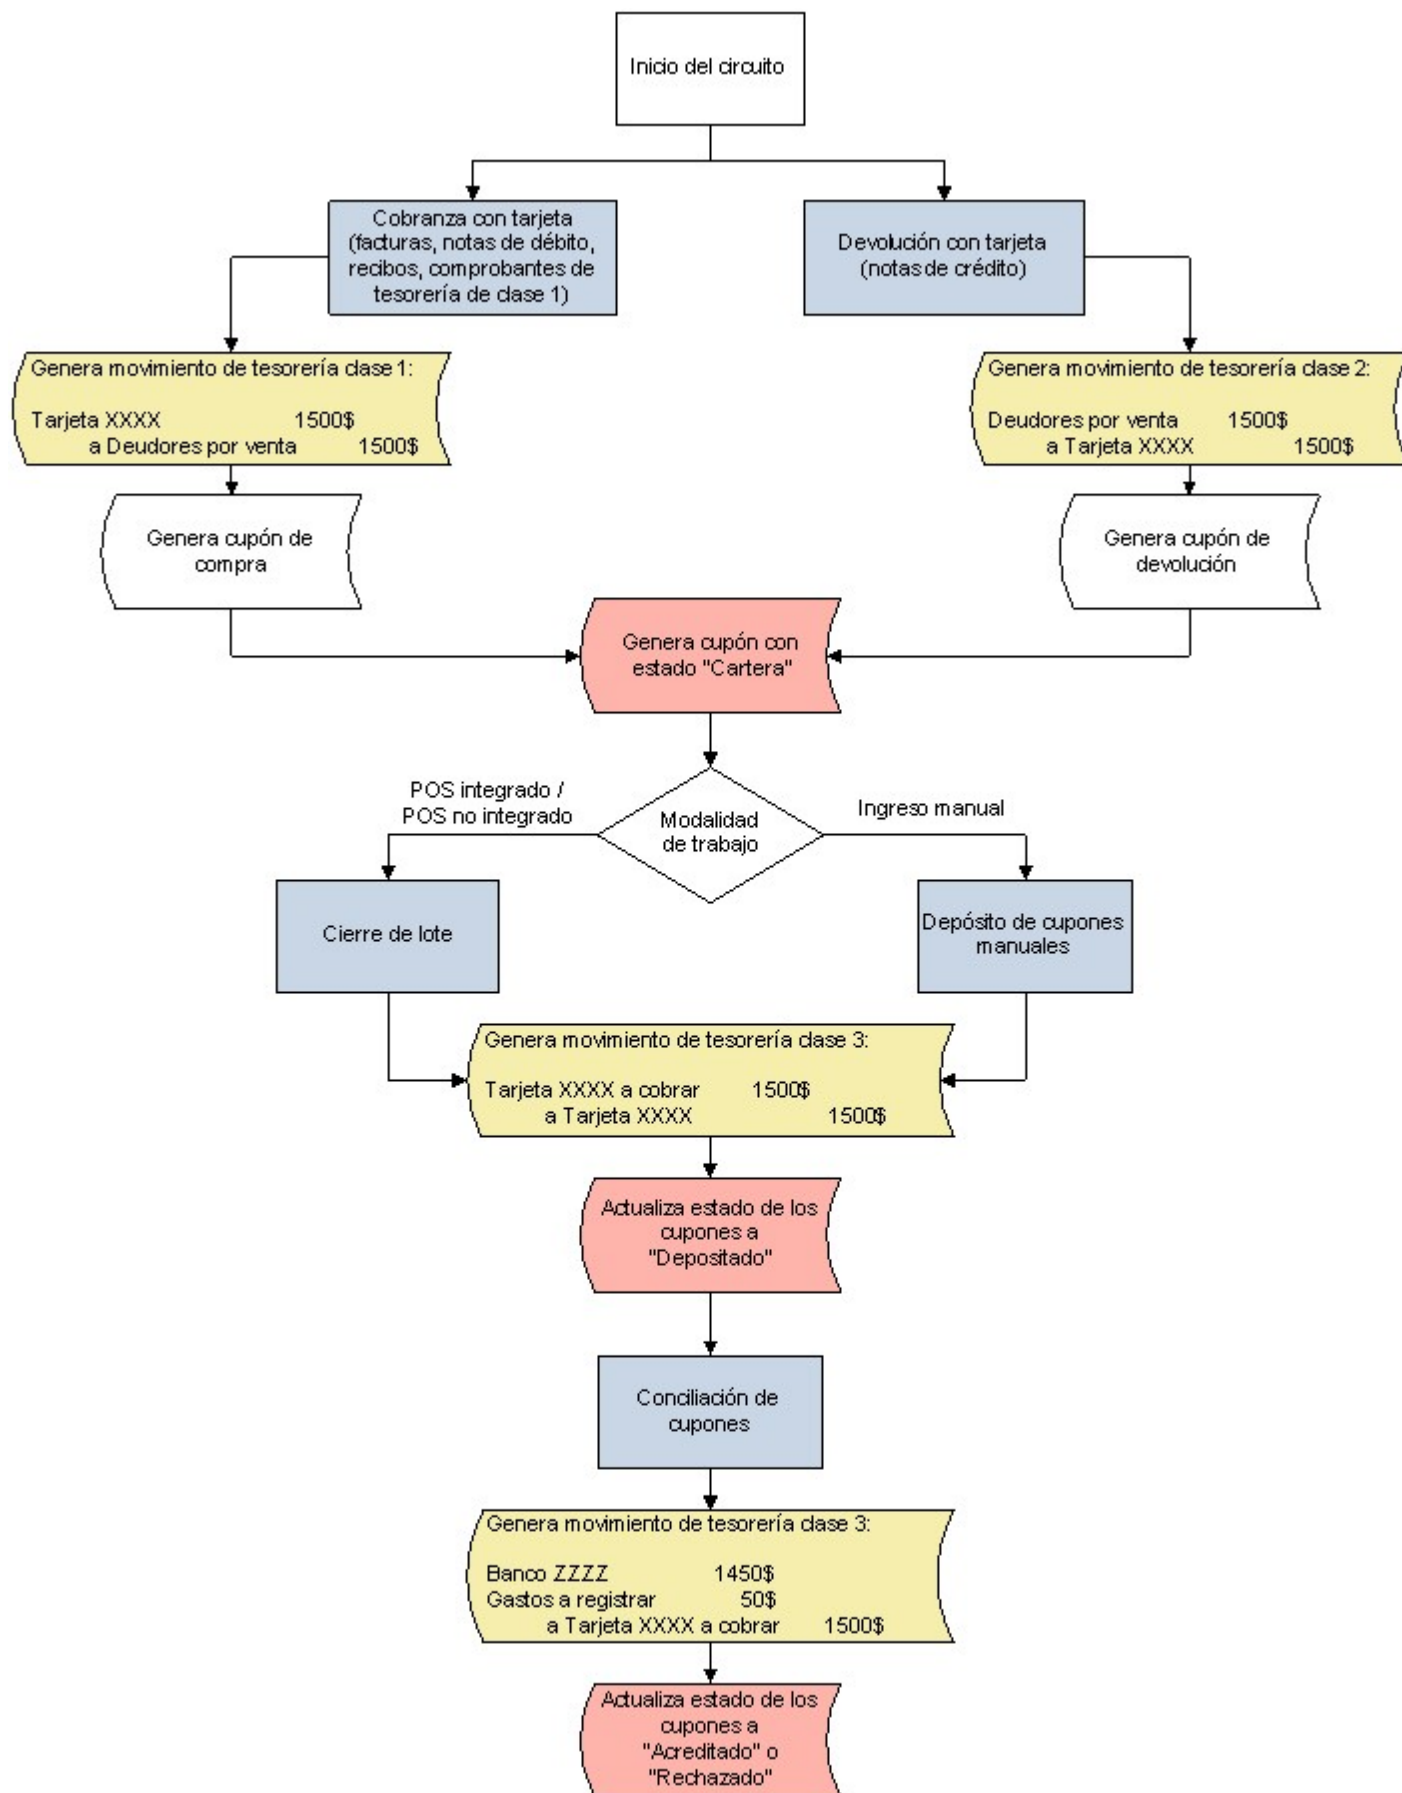 Inicio del circuito
Cobranza con tarjeta
(facturas, notas de débito,
recibos, comprobantes de
tesorería de clase 1)
Devolución con tarjeta
(notas de crédito)
Genera movimiento de tesorería clase 1:
Tarjeta XXXX 1500$
a Deudores por venta 1500$
Genera movimiento de tesorería clase 2:
Deudores por venta 1500$
a Tarjeta XXXX 1500$
Genera cupón de
compra
Genera cupón de
devolución
Genera cupón con
estado "Cartera"
POS integrado /
POS no integrado
Modalidad
de trabajo
Ingreso manual
Cierre de lote
Depósito de cupones
manuales
Genera movimiento de tesorería clase 3:
Tarjeta XXXX a cobrar 1500$
a Tarjeta XXXX 1500$
Actualiza estado de los
cupones a
"Depositado"
Conciliación de
cupones
Genera movimiento de tesorería clase 3:
Banco ZZZZ 1450$
Gastos a registrar 50$
a Tarjeta XXXX a cobrar 1500$
Actualiza estado de los
cupones a
"Acreditado" o
"Rechazado"